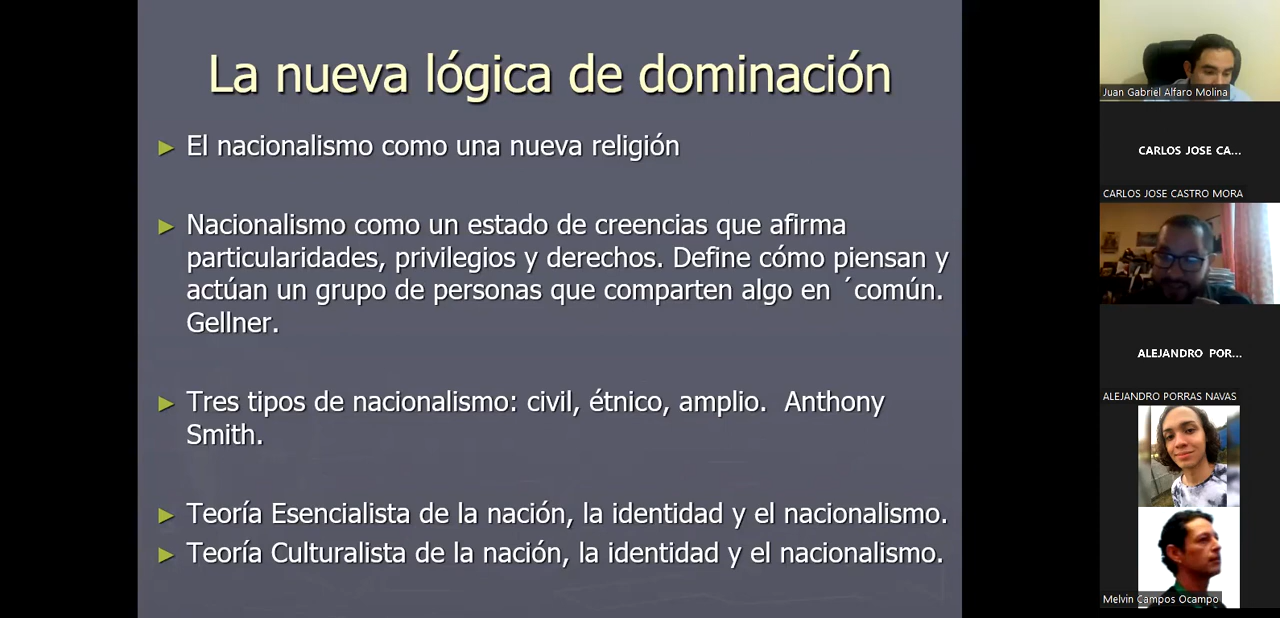 La nueva lógica de dominación
► El nacionalismo como una nueva religión
► Nacionalismo como un estado de creencias que afirma
particularidades, privilegios y derechos. Define cómo piensan y
actúan un grupo de personas que comparten algo en ´común.
Gellner.
► Tres tipos de nacionalismo: civil, étnico, amplio.  Anthony
Smith.
► Teoría Esencialista de la nación, la identidad y el nacionalismo.
► Teoría Culturalista de la nación, la identidad y el nacionalismo.
Juan Gabriel Alfaro Molina
CARLOS JOSE CA...
CARLOS JOSE CASTRO MORA
ALEJANDRO POR...
ALEJANDRO PORRAS NAVAS
Melvin Campos Ocampo